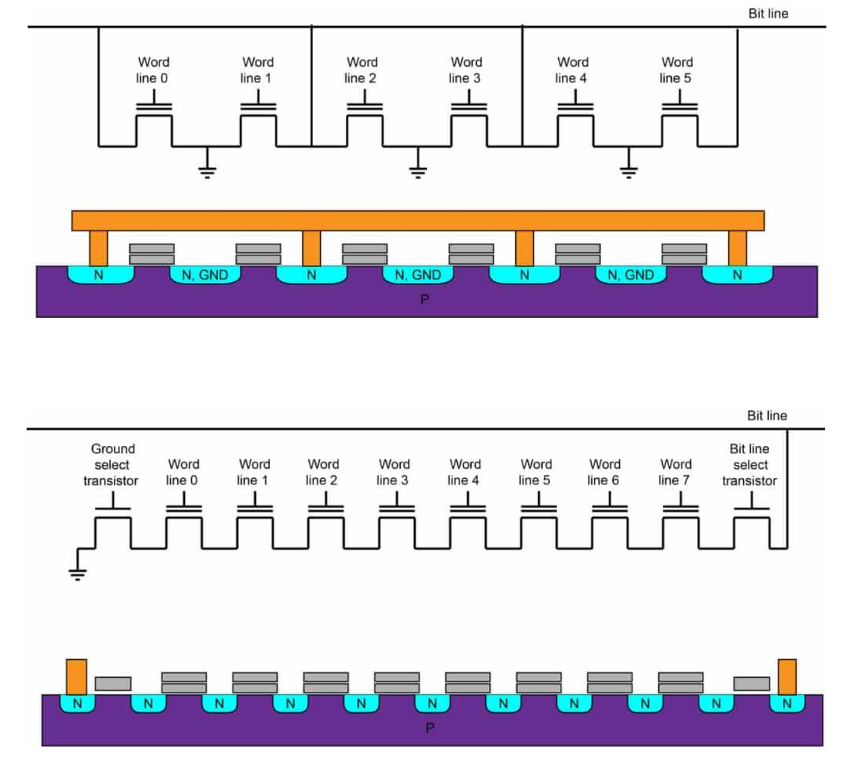 Bit line
Word Word Word Word Word Word
line 0 line 1 line 2 line 3 line 4 line 5
N N, GND N N, GND N N, GND N
P
Bit line
Ground Bit line
select Word Word Word Word Word Word Word Word select
transistor line 0 line 1 line 2 line 3 line 4 line 5 line 6 line 7 transistor
N N N N N N N N N N N
P